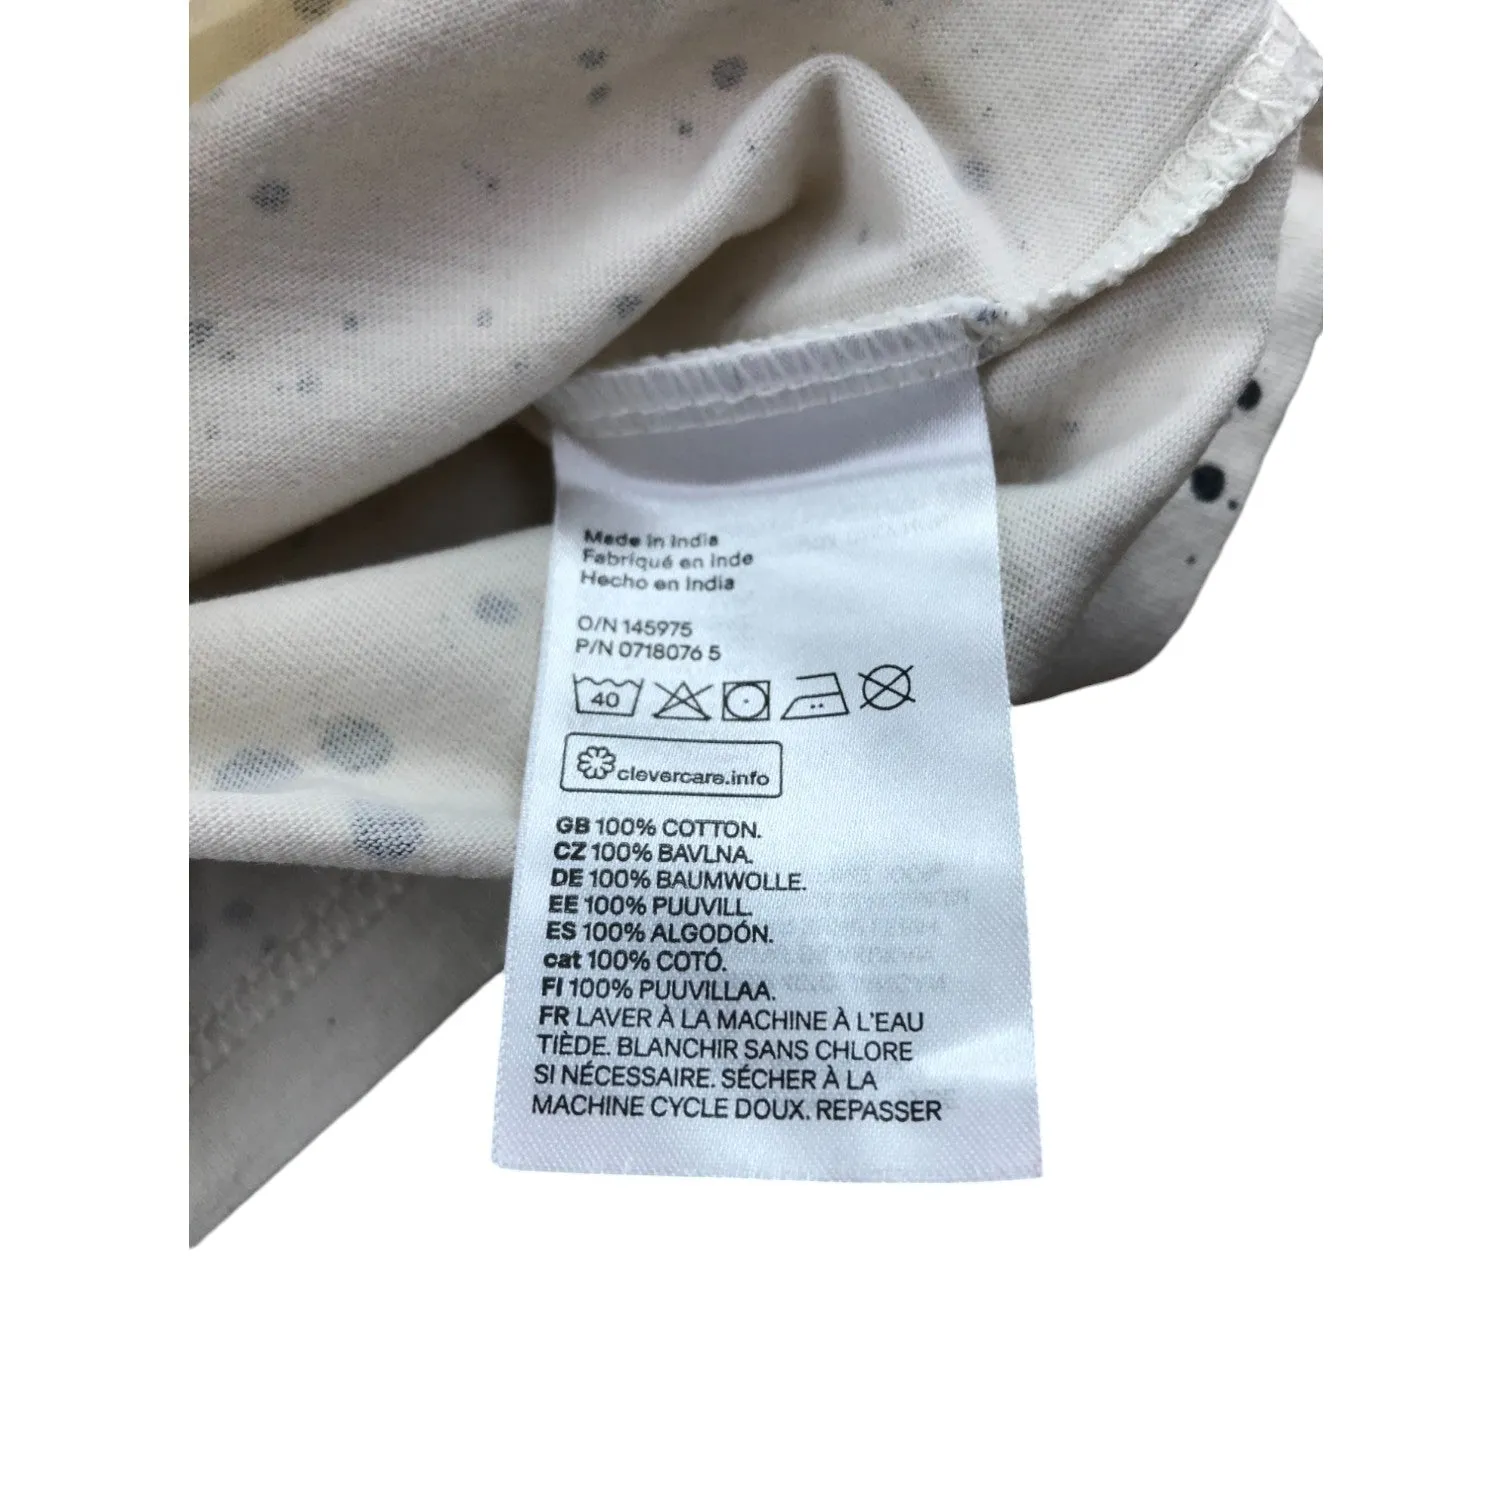 Made in India
Fabriqué en Inde
Hecho en India
O/N 145975
P/N 0718076 5
40
clevercare.info
GB 100% COTTON.
CZ 100% BAVLNA.
DE 100% BAUMWOLLE.
EE 100% PUUVILL.
ES 100% ALGODÓN.
cat 100% COTÓ.
FI 100% PUUVILLAA.
FR LAVER À LA MACHINE À L'EAU
TIÈDE. BLANCHIR SANS CHLORE
SI NÉCESSAIRE. SÉCHER À LA
MACHINE CYCLE DOUX. REPASSER